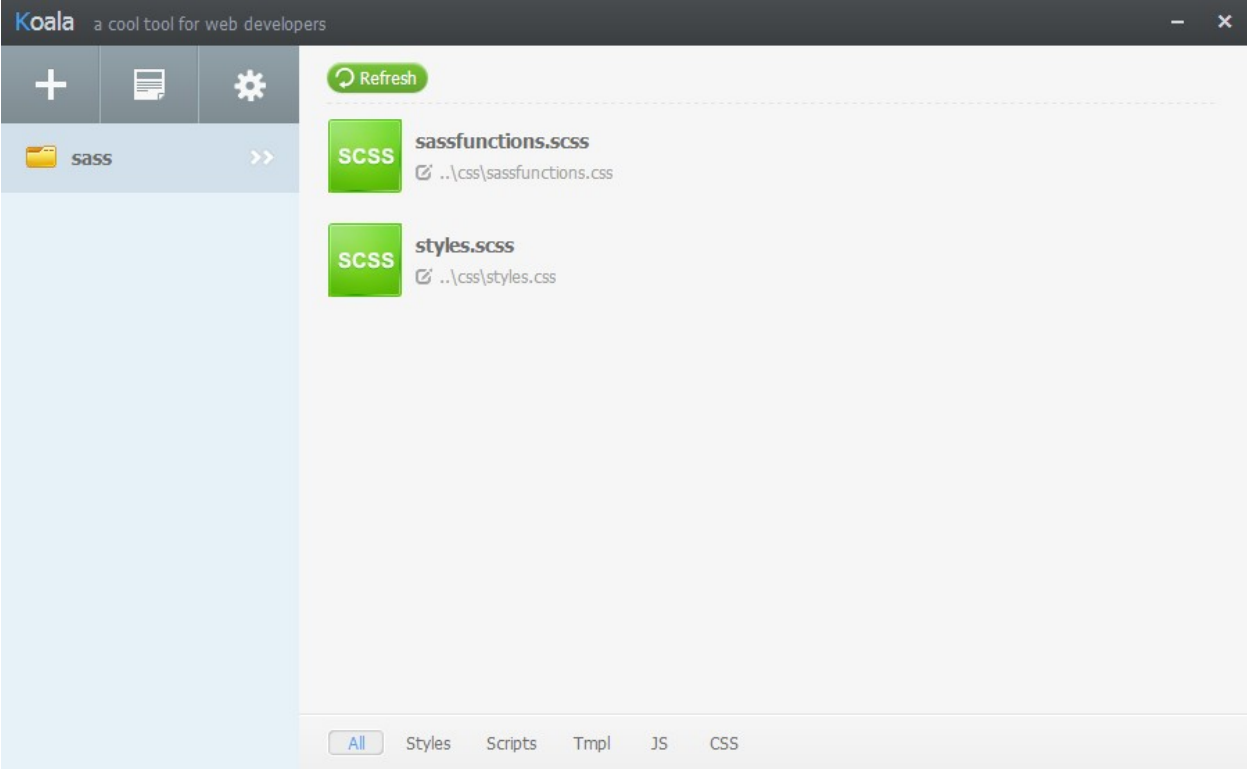 Koala a cool tool for web developers
Refresh
sass
SCSS
sassfunctions.scss
..\css\sassfunctions.css
SCSS
styles.scss
..\css\styles.css
All Styles Scripts Tmpl JS CSS